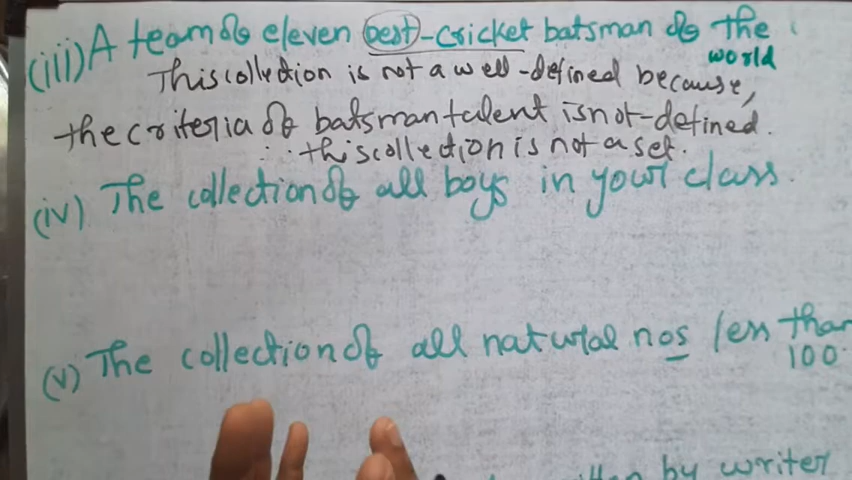 (iii) A team of eleven best-cricket batsman of the
world
This collection is not a well-defined because,
the criteria of batsman talent is not-defined.
∴ this collection is not a set.
(iv) The collection of all boys in your class.
(v) The collection of all natural nos less than
100.
by writer